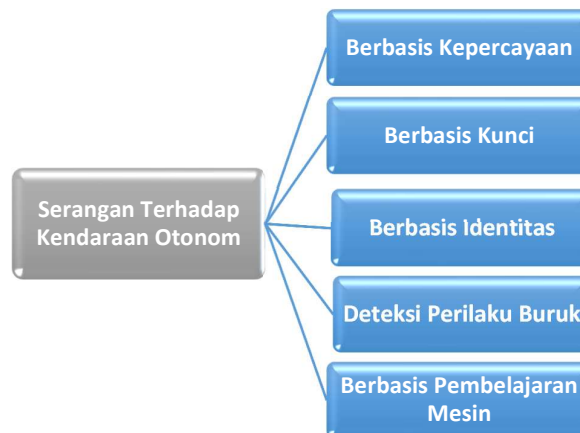 Berbasis Kepercayaan
Berbasis Kunci
Serangan Terhadap
Kendaraan Otonom
Berbasis Identitas
Deteksi Perilaku Buruk
Berbasis Pembelajaran
Mesin